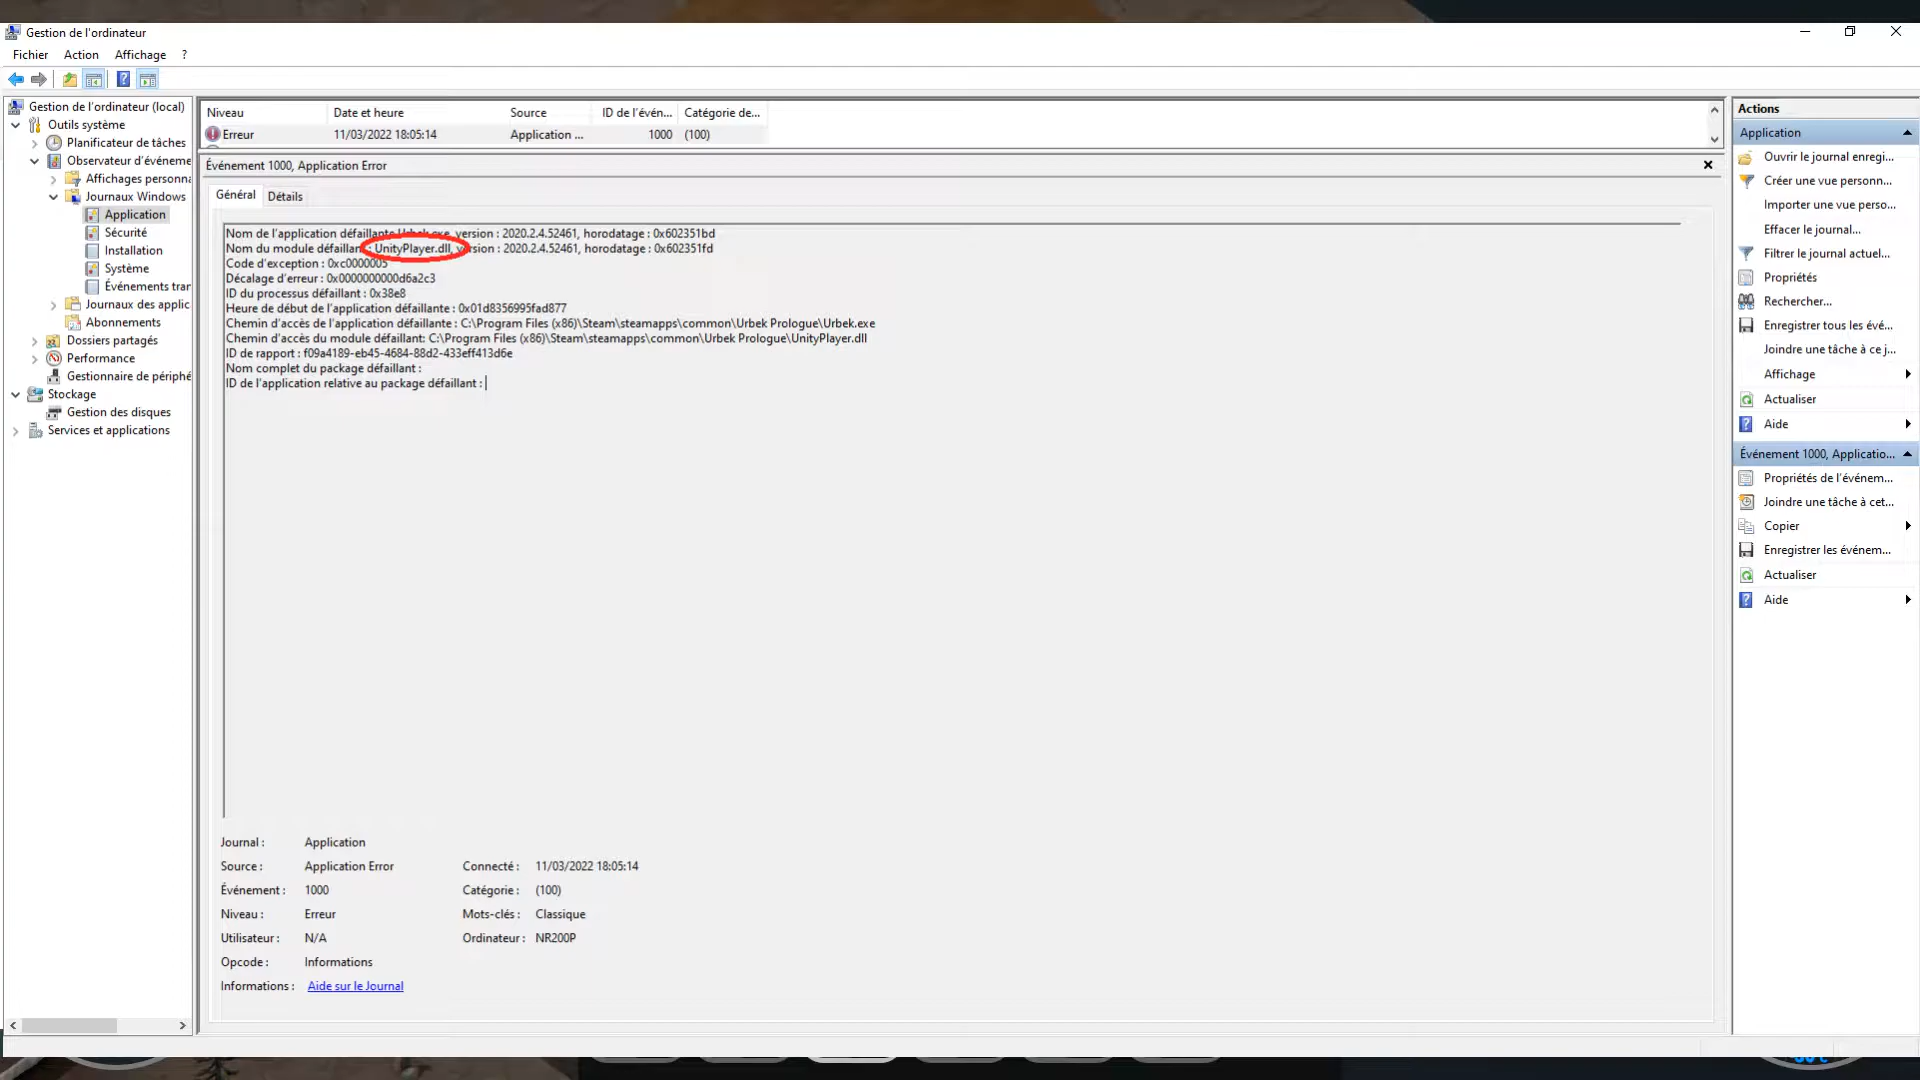 Gestion de l'ordinateur
Fichier Action Affichage ?
Gestion de l'ordinateur (local)
Outils système
Planificateur de tâches
Observateur d'événeme
Affichages personna
Journaux Windows
Application
Sécurité
Installation
Système
Événements tran
Journaux des applic
Abonnements
Dossiers partagés
Performance
Gestionnaire de périphé
Stockage
Gestion des disques
Services et applications
Niveau Date et heure Source ID de l'évén... Catégorie de...
Erreur 11/03/2022 18:05:14 Application ... 1000 (100)
Événement 1000, Application Error
Général Détails
Nom de l'application défaillante Urbek.exe, version : 2020.2.4.52461, horodatage : 0x602351bd
Nom du module défaillant : UnityPlayer.dll, version : 2020.2.4.52461, horodatage : 0x602351fd
Code d'exception : 0xc0000005
Décalage d'erreur : 0x0000000000d6a2c3
ID du processus défaillant : 0x38e8
Heure de début de l'application défaillante : 0x01d8356995fad877
Chemin d'accès de l'application défaillante : C:\Program Files (x86)\Steam\steamapps\common\Urbek Prologue\Urbek.exe
Chemin d'accès du module défaillant: C:\Program Files (x86)\Steam\steamapps\common\Urbek Prologue\UnityPlayer.dll
ID de rapport : f09a4189-eb45-4684-88d2-433eff413d6e
Nom complet du package défaillant :
ID de l'application relative au package défaillant :
Journal : Application
Source : Application Error Connecté : 11/03/2022 18:05:14
Événement : 1000 Catégorie : (100)
Niveau : Erreur Mots-clés : Classique
Utilisateur : N/A Ordinateur : NR200P
Opcode : Informations
Informations : Aide sur le Journal
Actions
Application
Ouvrir le journal enregi...
Créer une vue personn...
Importer une vue perso...
Effacer le journal...
Filtrer le journal actuel...
Propriétés
Rechercher...
Enregistrer tous les évé...
Joindre une tâche à ce j...
Affichage
Actualiser
Aide
Événement 1000, Applicatio...
Propriétés de l'événem...
Joindre une tâche à cet...
Copier
Enregistrer les événem...
Actualiser
Aide